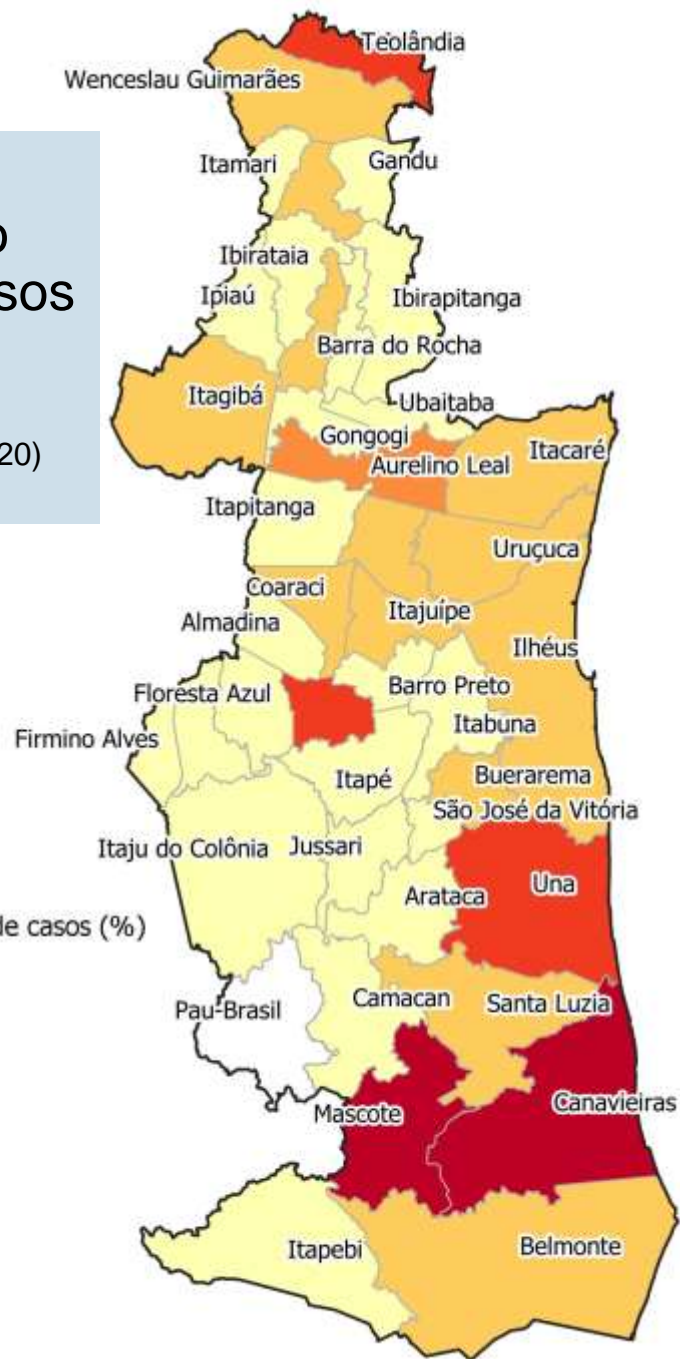 Teolândia
Wenceslau Guimarães
Itamari
Gandu
Ibirataia
Ipiaú
Ibirapitanga
Barra do Rocha
Itagibá
Ubaitaba
Gongogi
Itacaré
Aurelino Leal
Itapitanga
Uruçuca
Coaraci
Itajuípe
Almadina
Ilhéus
Floresta Azul
Barro Preto
Itabuna
Firmino Alves
Itapé
Buerarema
São José da Vitória
Itaju do Colônia
Jussari
Una
Arataca
de casos (%)
Camacan
Santa Luzia
Pau-Brasil
Mascote
Canavieiras
Itapebi
Belmonte
o
sos
20)